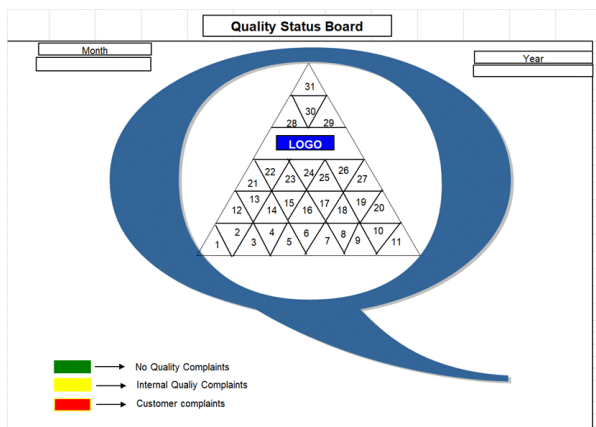 Quality Status Board
Month
Year
31
30
28 29
LOGO
22 23 24 25 26 27
21
13 15 17 19
12 14 16 18 20
2 4 6 8 10
1 3 5 7 9 11
No Quality Complaints
Internal Qualiy Complaints
Customer complaints